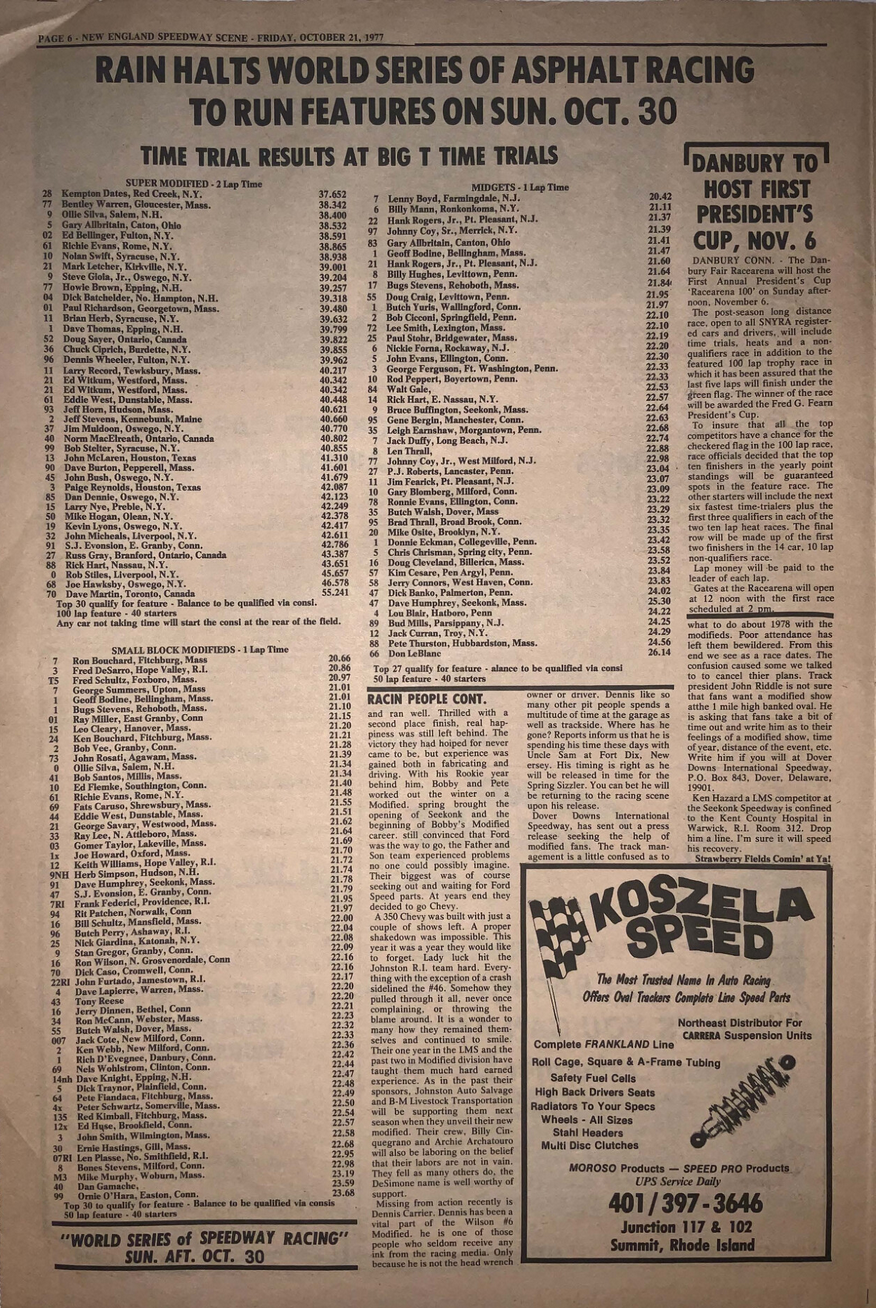 PAGE 6 - NEW ENGLAND SPEEDWAY SCENE - FRIDAY, OCTOBER 21, 1977
RAIN HALTS WORLD SERIES OF ASPHALT RACING
TO RUN FEATURES ON SUN. OCT. 30
TIME TRIAL RESULTS AT BIG T TIME TRIALS
SUPER MODIFIED - 2 Lap Time
28 Kempton Dates, Red Creek, N.Y. 37.652
77 Bentley Warren, Gloucester, Mass. 38.342
9 Ollie Silva, Salem, N.H. 38.400
5 Gary Allbritain, Caton, Ohio 38.532
02 Ed Bellinger, Fulton, N.Y. 38.591
61 Richie Evans, Rome, N.Y. 38.865
10 Nolan Swift, Syracuse, N.Y. 38.938
21 Mark Letcher, Kirkville, N.Y. 39.001
9 Steve Gioia, Jr., Oswego, N.Y. 39.204
77 Howie Brown, Epping, N.H. 39.257
04 Dick Batchelder, No. Hampton, N.H. 39.318
01 Paul Richardson, Georgetown, Mass. 39.480
11 Brian Herb, Syracuse, N.Y. 39.632
1 Dave Thomas, Epping, N.H. 39.799
52 Doug Sayer, Ontario, Canada 39.822
36 Chuck Ciprich, Burdette, N.Y. 39.855
96 Dennis Wheeler, Fulton, N.Y. 39.962
11 Larry Record, Tewksbury, Mass. 40.217
21 Ed Witkum, Westford, Mass. 40.342
21 Ed Witkum, Westford, Mass. 40.342
61 Eddie West, Dunstable, Mass. 40.448
93 Jeff Horn, Hudson, Mass. 40.621
2 Jeff Stevens, Kennebunk, Maine 40.660
37 Jim Muldoon, Oswego, N.Y. 40.770
40 Norm MacElreath, Ontario, Canada 40.802
99 Bob Stelter, Syracuse, N.Y. 40.855
13 John McLaren, Houston, Texas 41.310
90 Dave Burton, Pepperell, Mass. 41.601
45 John Bush, Oswego, N.Y. 41.679
3 Paige Reynolds, Houston, Texas 42.087
85 Dan Dennie, Oswego, N.Y. 42.123
15 Larry Nye, Preble, N.Y. 42.249
50 Mike Hogan, Olean, N.Y. 42.378
19 Kevin Lyons, Oswego, N.Y. 42.417
32 John Micheals, Liverpool, N.Y. 42.611
91 S.J. Evonsion, E. Granby, Conn. 42.786
27 Russ Gray, Branford, Ontario, Canada 43.387
88 Rick Hart, Nassau, N.Y. 43.651
0 Rob Stiles, Liverpool, N.Y. 45.657
68 Joe Hawksby, Oswego, N.Y. 46.578
70 Dave Martin, Toronto, Canada 55.241
Top 30 qualify for feature - Balance to be qualified via consi.
100 lap feature - 40 starters
Any car not taking time will start the consi at the rear of the field.
SMALL BLOCK MODIFIEDS - 1 Lap Time
7 Ron Bouchard, Fitchburg, Mass 20.66
3 Fred DeSarro, Hope Valley, R.I. 20.86
T5 Fred Schultz, Foxboro, Mass. 20.97
7 George Summers, Upton, Mass 21.01
1 Geoff Bodine, Bellingham, Mass. 21.01
1 Bugs Stevens, Rehoboth, Mass. 21.10
01 Ray Miller, East Granby, Conn 21.15
15 Leo Cleary, Hanover, Mass. 21.20
24 Ken Bouchard, Fitchburg, Mass. 21.21
2 Bob Vee, Granby, Conn. 21.28
73 John Rosati, Agawam, Mass. 21.39
0 Ollie Silva, Salem, N.H. 21.34
41 Bob Santos, Millis, Mass. 21.34
10 Ed Flemke, Southington, Conn. 21.40
61 Richie Evans, Rome, N.Y. 21.48
69 Fats Caruso, Shrewsbury, Mass. 21.55
44 Eddie West, Dunstable, Mass. 21.51
21 George Savary, Westwood, Mass. 21.62
33 Ray Lee, N. Attleboro, Mass. 21.64
03 Gomer Taylor, Lakeville, Mass. 21.69
1x Joe Howard, Oxford, Mass. 21.70
12 Keith Williams, Hope Valley, R.I. 21.72
9NH Herb Simpson, Hudson, N.H. 21.74
91 Dave Humphrey, Seekonk, Mass. 21.78
47 S.J. Evonsion, E. Granby, Conn. 21.79
7RI Frank Federici, Providence, R.I. 21.95
94 Rit Patchen, Norwalk, Conn 21.97
16 Bill Schultz, Mansfield, Mass. 22.00
96 Butch Perry, Ashaway, R.I. 22.04
25 Nick Giardina, Katonah, N.Y. 22.08
9 Stan Gregor, Granby, Conn. 22.09
16 Ron Wilson, N. Grosvenordale, Conn 22.16
70 Dick Caso, Cromwell, Conn. 22.16
22RI John Furtado, Jamestown, R.I. 22.17
4 Dave Lapierre, Warren, Mass. 22.20
43 Tony Reese 22.20
16 Jerry Dinnen, Bethel, Conn 22.21
34 Ron McCann, Webster, Mass. 22.23
55 Butch Walsh, Dover, Mass. 22.32
007 Jack Cote, New Milford, Conn. 22.33
2 Ken Webb, New Milford, Conn. 22.36
1 Rich D'Evegnee, Danbury, Conn. 22.42
69 Nels Wohlstrom, Clinton, Conn. 22.44
14nh Dave Knight, Epping, N.H. 22.47
5 Dick Traynor, Plainfield, Conn. 22.48
64 Pete Fiandaca, Fitchburg, Mass. 22.49
4x Peter Schwartz, Somerville, Mass. 22.50
135 Red Kimball, Fitchburg, Mass. 22.54
12x Ed Huse, Brookfield, Conn. 22.57
3 John Smith, Wilmington, Mass. 22.58
30 Ernie Hastings, Gill, Mass. 22.68
07RI Len Plasse, No. Smithfield, R.I. 22.95
8 Bones Stevens, Milford, Conn. 22.98
M3 Mike Murphy, Woburn, Mass. 23.19
40 Dan Gamache, 23.59
99 Ornie O'Hara, Easton, Conn. 23.68
Top 30 to qualify for feature - Balance to be qualified via consis
50 lap feature - 40 starters
"WORLD SERIES of SPEEDWAY RACING"
SUN. AFT. OCT. 30
MIDGETS - 1 Lap Time
7 Lenny Boyd, Farmingdale, N.J. 20.42
6 Billy Mann, Ronkonkoma, N.Y. 21.11
22 Hank Rogers, Jr., Pt. Pleasant, N.J. 21.37
97 Johnny Coy, Sr., Merrick, N.Y. 21.39
83 Gary Allbritain, Canton, Ohio 21.41
1 Geoff Bodine, Bellingham, Mass. 21.47
21 Hank Rogers, Jr., Pt. Pleasant, N.J. 21.60
8 Billy Hughes, Levittown, Penn. 21.64
17 Bugs Stevens, Rehoboth, Mass. 21.84
55 Doug Craig, Levittown, Penn. 21.95
1 Butch Yuris, Wallingford, Conn. 21.97
2 Bob Cicconi, Springfield, Penn. 22.10
72 Lee Smith, Lexington, Mass. 22.10
25 Paul Stohr, Bridgewater, Mass. 22.19
6 Nickie Forna, Rockaway, N.J. 22.20
5 John Evans, Ellington, Conn. 22.30
3 George Ferguson, Ft. Washington, Penn. 22.33
10 Rod Peppert, Boyertown, Penn. 22.33
84 Walt Gale, 22.53
14 Rick Hart, E. Nassau, N.Y. 22.57
9 Bruce Buffington, Seekonk, Mass. 22.64
95 Gene Bergin, Manchester, Conn. 22.63
35 Leigh Earnshaw, Morgantown, Penn. 22.68
7 Jack Duffy, Long Beach, N.J. 22.74
8 Len Thrall, 22.88
77 Johnny Coy, Jr., West Milford, N.J. 22.98
27 P.J. Roberts, Lancaster, Penn. 23.04
11 Jim Fearick, Pt. Pleasant, N.J. 23.07
10 Gary Blomberg, Milford, Conn. 23.09
78 Ronnie Evans, Ellington, Conn. 23.22
35 Butch Walsh, Dover, Mass 23.29
95 Brad Thrall, Broad Brook, Conn. 23.32
20 Mike Osite, Brooklyn, N.Y. 23.35
1 Donnie Eckman, Collegeville, Penn. 23.42
5 Chris Chrisman, Spring city, Penn. 23.58
16 Doug Cleveland, Billerica, Mass. 23.52
57 Kim Cesare, Pen Argyl, Penn. 23.84
58 Jerry Connors, West Haven, Conn. 23.83
47 Dick Banko, Palmerton, Penn. 24.02
47 Dave Humphrey, Seekonk, Mass. 25.30
4 Lou Blair, Hatboro, Penn 24.22
89 Bud Mills, Parsippany, N.J. 24.25
12 Jack Curran, Troy, N.Y. 24.29
88 Pete Thurston, Hubbardston, Mass. 24.56
66 Don LeBlanc 26.14
Top 27 qualify for feature - alance to be qualified via consi
50 lap feature - 40 starters
RACIN PEOPLE CONT.
and ran well. Thrilled with a
second place finish, real hap-
piness was still left behind. The
victory they had hoiped for never
came to be, but experience was
gained both in fabricating and
driving. With his Rookie year
behind him, Bobby and Pete
worked out the winter on a
Modified. spring brought the
opening of Seekonk and the
beginning of Bobby's Modified
career. still convinced that Ford
was the way to go, the Father and
Son team experienced problems
no one could possibly imagine.
Their biggest was of course
seeking out and waiting for Ford
Speed parts. At years end they
decided to go Chevy.
A 350 Chevy was built with just a
couple of shows left. A proper
shakedown was impossible. This
year it was a year they would like
to forget. Lady luck hit the
Johnston R.I. team hard. Every-
thing with the exception of a crash
sidelined the #46. Somehow they
pulled through it all, never once
complaining, or throwing the
blame around. It is a wonder to
many how they remained them-
selves and continued to smile.
Their one year in the LMS and the
past two in Modified division have
taught them much hard earned
experience. As in the past their
sponsors, Johnston Auto Salvage
and B-M Livestock Transportation
will be supporting them next
season when they unveil their new
modified. Their crew, Billy Cin-
quegrano and Archie Archatouro
will also be laboring on the belief
that their labors are not in vain.
They fell as many others do, the
DeSimone name is well worthy of
support.
Missing from action recently is
Dennis Carrier. Dennis has been a
vital part of the Wilson #6
Modified. he is one of those
people who seldom receive any
ink from the racing media. Only
because he is not the head wrench
owner or driver. Dennis like so
many other pit people spends a
multitude of time at the garage as
well as trackside. Where has he
gone? Reports inform us that he is
spending his time these days with
Uncle Sam at Fort Dix, New
ersey. His timing is right as he
will be released in time for the
Spring Sizzler. You can bet he will
be returning to the racing scene
upon his release.
Dover Downs International
Speedway, has sent out a press
release seeking the help of
modified fans. The track man-
agement is a little confused as to
what to do about 1978 with the
modifieds. Poor attendance has
left them bewildered. From this
end we see as a race dates. The
confusion caused some we talked
to to cancel thier plans. Track
president John Riddle is not sure
that fans want a modified show
atthe 1 mile high banked oval. He
is asking that fans take a bit of
time out and write him as to their
feelings of a modified show, time
of year, distance of the event, etc.
Write him if you will at Dover
Downs International Speedway,
P.O. Box 843, Dover, Delaware,
19901.
Ken Hazard a LMS competitor at
the Seekonk Speedway is confined
to the Kent County Hospital in
Warwick, R.I. Room 312. Drop
him a line. I'm sure it will speed
his recovery.
Strawberry Fields Comin' at Ya!
DANBURY TO
HOST FIRST
PRESIDENT'S
CUP, NOV. 6
DANBURY CONN. - The Dan-
bury Fair Racearena will host the
First Annual President's Cup
'Racearena 100' on Sunday after-
noon, November 6.
The post-season long distance
race, open to all SNYRA register-
ed cars and drivers, will include
time trials, heats and a non-
qualifiers race in addition to the
featured 100 lap trophy race in
which it has been assured that the
last five laps will finish under the
green flag. The winner of the race
will be awarded the Fred G. Fearn
President's Cup.
To insure that all the top
competitors have a chance for the
checkered flag in the 100 lap race,
race officials decided that the top
ten finishers in the yearly point
standings will be guaranteed
spots in the feature race. The
other starters will include the next
six fastest time-trialers plus the
first three qualifiers in each of the
two ten lap heat races. The final
row will be made up of the first
two finishers in the 14 car, 10 lap
non-qualifiers race.
Lap money will be paid to the
leader of each lap.
Gates at the Racearena will open
at 12 noon with the first race
scheduled at 2 pm.
KOSZELA
SPEED
The Most Trusted Name In Auto Racing
Offers Oval Trackers Complete Line Speed Parts
Northeast Distributor For
CARRERA Suspension Units
Complete FRANKLAND Line
Roll Cage, Square & A-Frame Tubing
Safety Fuel Cells
High Back Drivers Seats
Radiators To Your Specs
Wheels - All Sizes
Stahl Headers
Multi Disc Clutches
MOROSO Products — SPEED PRO Products
UPS Service Daily
401/397-3646
Junction 117 & 102
Summit, Rhode Island